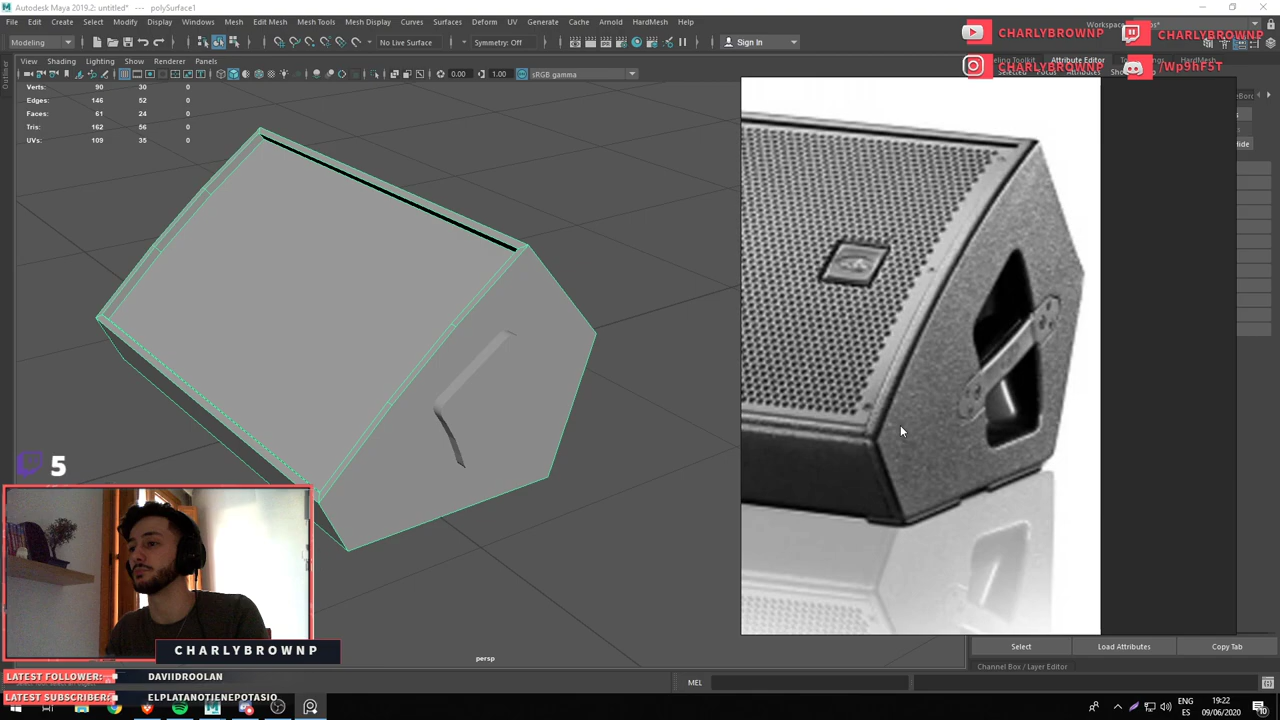 Autodesk Maya 2019.2: untitled*   ---   polySurface1
File Edit Create Select Modify Display Windows Mesh Edit Mesh Mesh Tools Mesh Display Curves Surfaces Deform UV Generate Cache Arnold HardMesh Help
CHARLYBROWNP CHARLYBROWNP
Modeling No Live Surface Symmetry: Off Sign In
View Shading Lighting Show Renderer Panels
CHARLYBROWNP /Wp9hF5T
Attribute Editor
0.00 1.00 sRGB gamma
Verts: 90 30 0
Edges: 146 52 0
Faces: 61 24 0
Tris: 162 56 0
UVs: 109 35 0
5
CHARLYBROWNP
persp
Select Load Attributes Copy Tab
Channel Box / Layer Editor
LATEST FOLLOWER: DAVIIDROOLAN
MEL
LATEST SUBSCRIBER: ELPLATANOTIENEPOTASIO
ENG 19:22
ES 09/06/2020